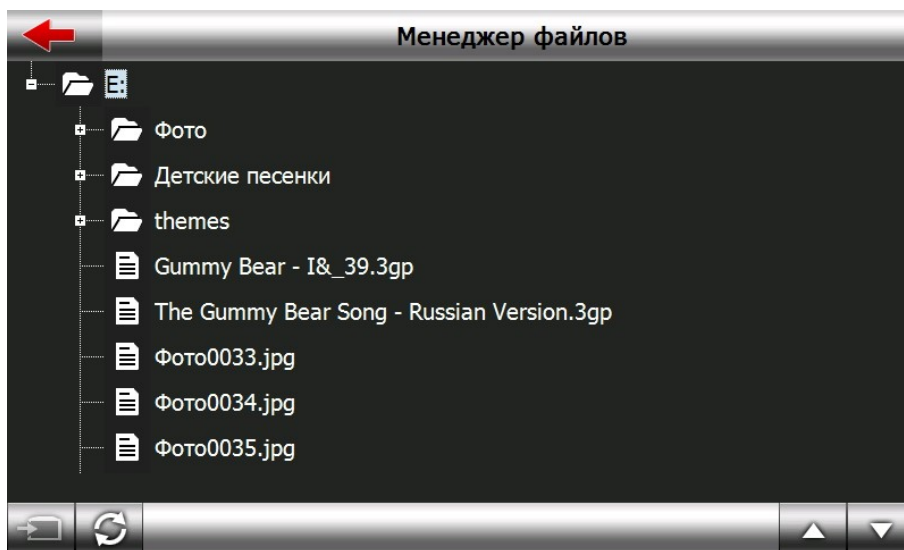 Менеджер файлов
E:
Фото
Детские песенки
themes
Gummy Bear - I&_39.3gp
The Gummy Bear Song - Russian Version.3gp
Фото0033.jpg
Фото0034.jpg
Фото0035.jpg